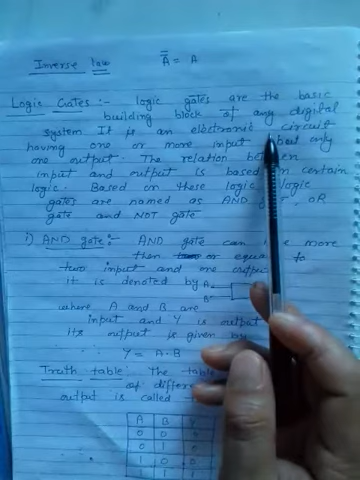 Inverse law A̿ = A
Logic Gates :- logic gates are the basic
building block of any digital
system It is an electronic circuit
having one or more input but only
one output. The relation between
input and output is based on certain
logic. Based on these logic logic
gates are named as AND OR
gate and NOT gate
i) AND gate :- AND gate can more
then or equal to
two input and one output
it is denoted by A
B
where A and B are
input and Y is output
Its output is given by
∴ Y = A·B
Truth table : The table
of differe
output is called
A B Y
0 0 0
0 1 0
1 0 0
1 1